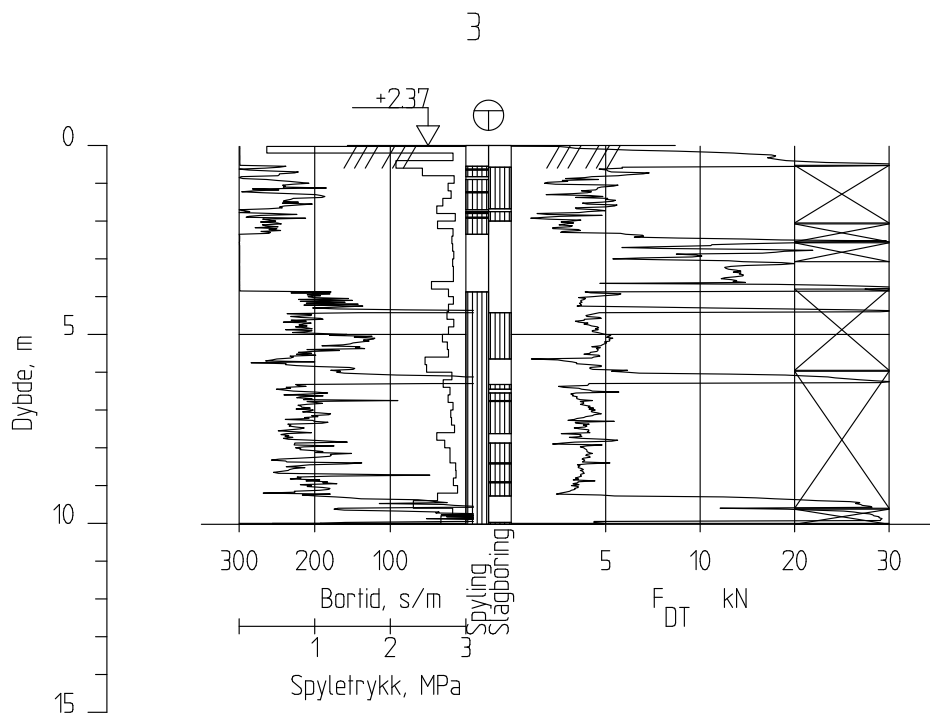 3
+2.37
0
5
10
15
Dybde, m
300 200 100
Bortid, s/m
1 2 3
Spyletrykk, MPa
Spyling
Slagboring
5 10 20 30
F DT kN